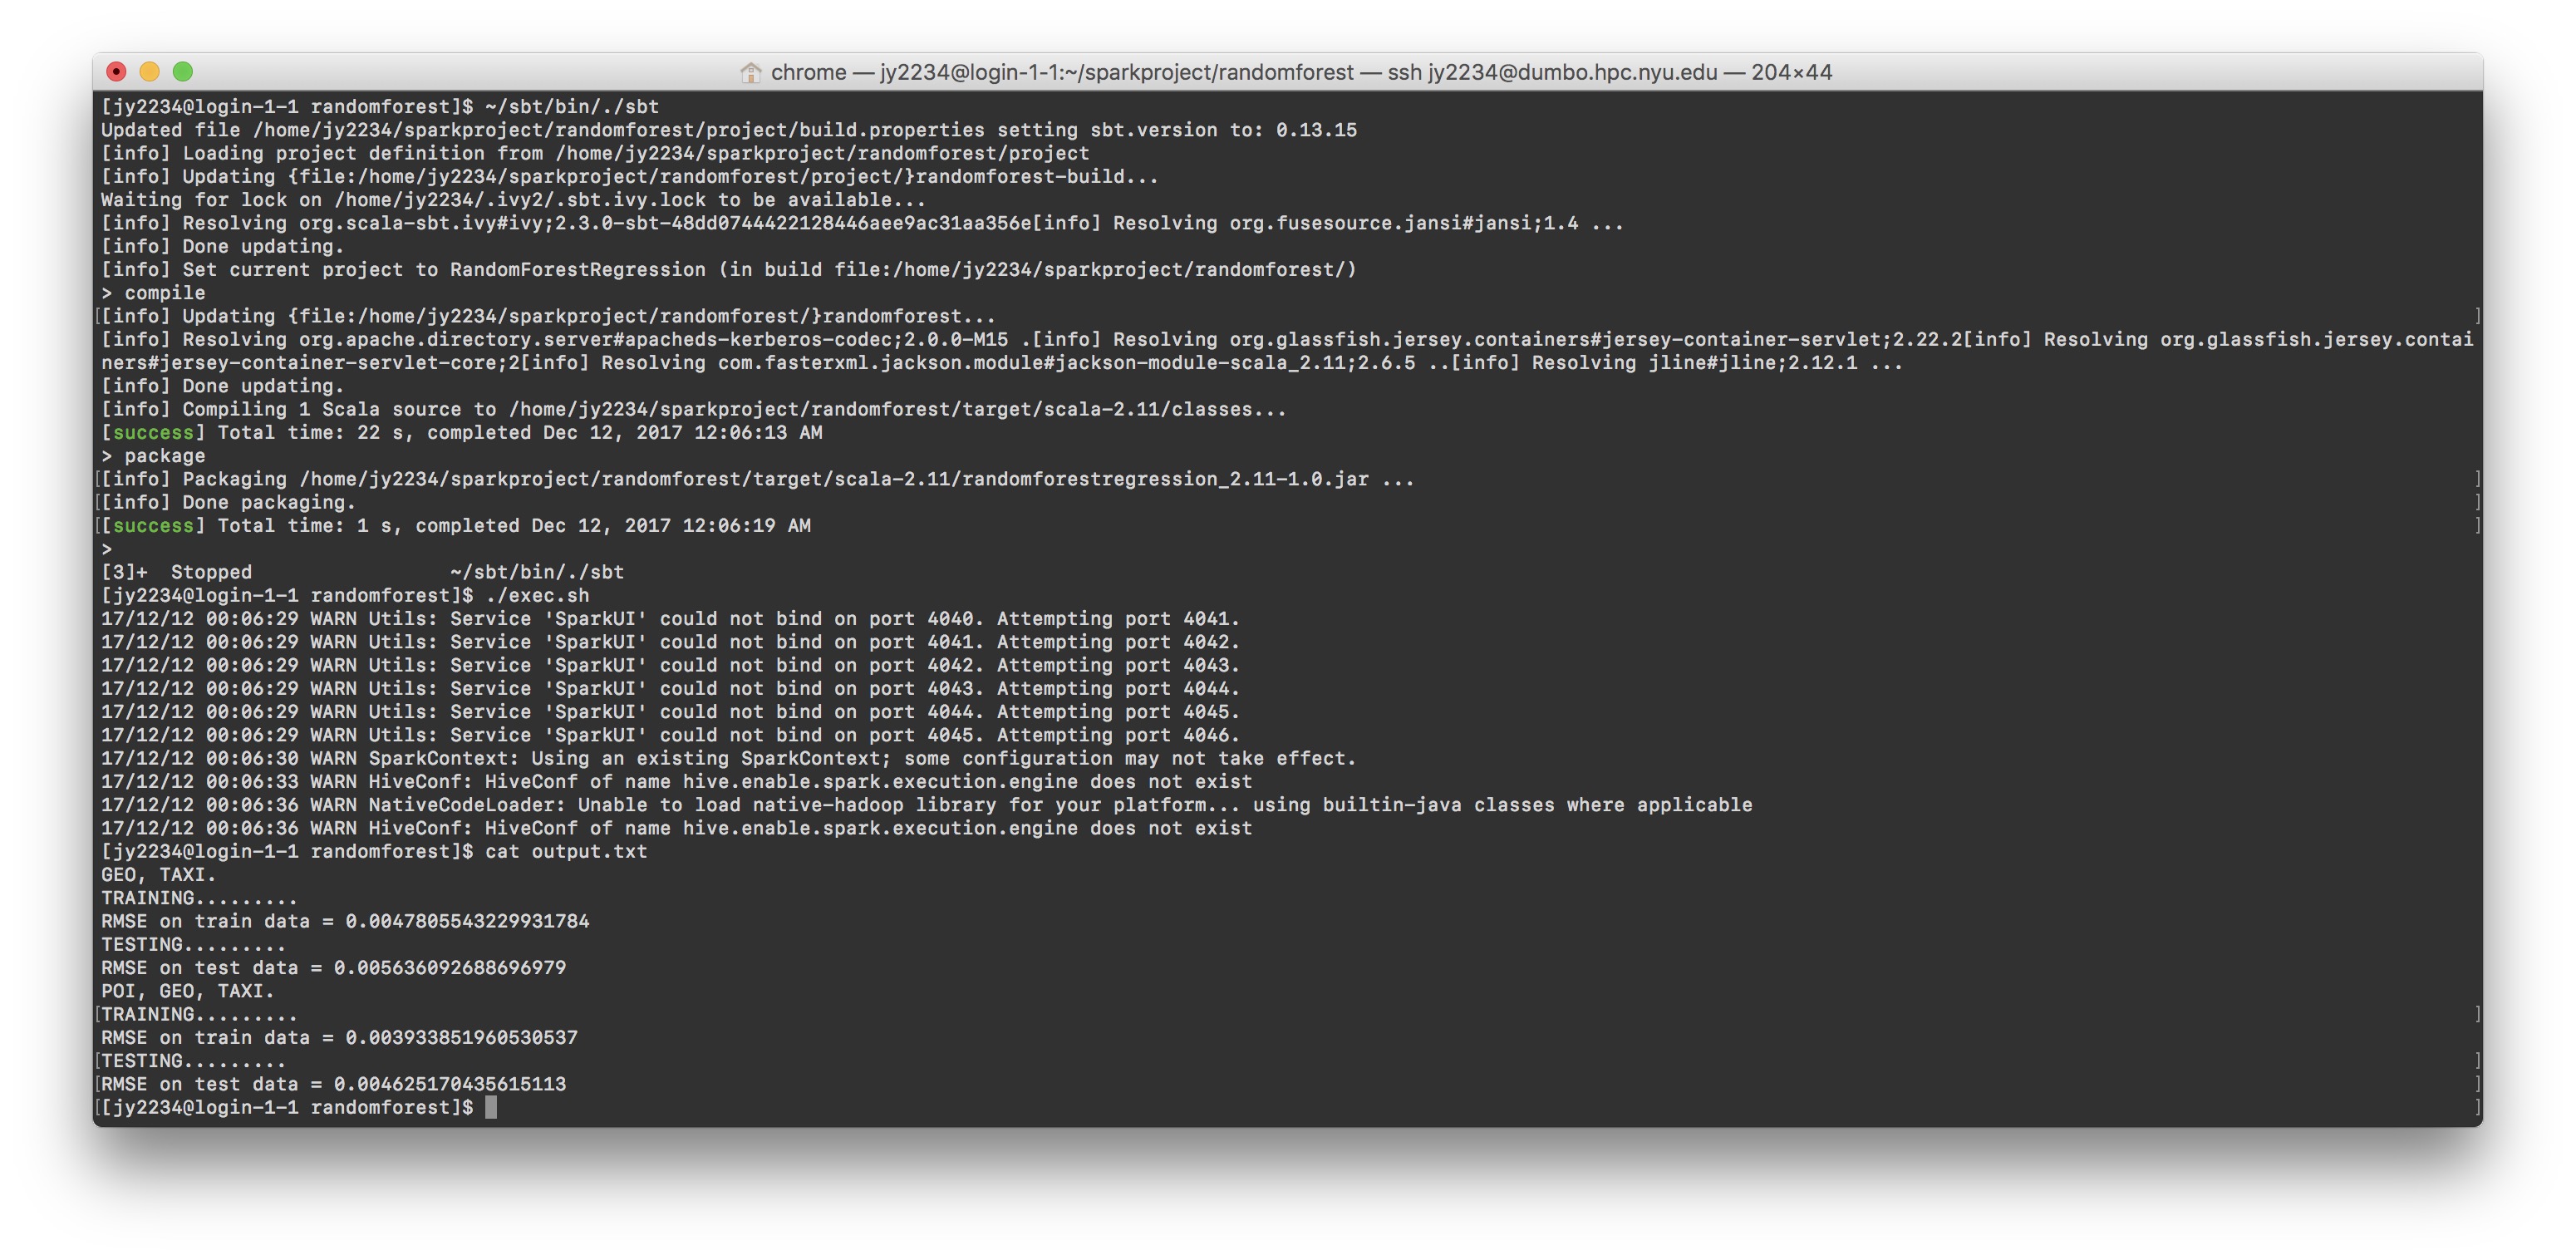 chrome — jy2234@login-1-1:~/sparkproject/randomforest — ssh jy2234@dumbo.hpc.nyu.edu — 204×44
[jy2234@login-1-1 randomforest]$ ~/sbt/bin/./sbt
Updated file /home/jy2234/sparkproject/randomforest/project/build.properties setting sbt.version to: 0.13.15
[info] Loading project definition from /home/jy2234/sparkproject/randomforest/project
[info] Updating {file:/home/jy2234/sparkproject/randomforest/project/}randomforest-build...
Waiting for lock on /home/jy2234/.ivy2/.sbt.ivy.lock to be available...
[info] Resolving org.scala-sbt.ivy#ivy;2.3.0-sbt-48dd0744422128446aee9ac31aa356e[info] Resolving org.fusesource.jansi#jansi;1.4 ...
[info] Done updating.
[info] Set current project to RandomForestRegression (in build file:/home/jy2234/sparkproject/randomforest/)
> compile
[[info] Updating {file:/home/jy2234/sparkproject/randomforest/}randomforest... ]
[info] Resolving org.apache.directory.server#apacheds-kerberos-codec;2.0.0-M15 .[info] Resolving org.glassfish.jersey.containers#jersey-container-servlet;2.22.2[info] Resolving org.glassfish.jersey.contai
ners#jersey-container-servlet-core;2[info] Resolving com.fasterxml.jackson.module#jackson-module-scala_2.11;2.6.5 ..[info] Resolving jline#jline;2.12.1 ...
[info] Done updating.
[info] Compiling 1 Scala source to /home/jy2234/sparkproject/randomforest/target/scala-2.11/classes...
[success] Total time: 22 s, completed Dec 12, 2017 12:06:13 AM
> package
[[info] Packaging /home/jy2234/sparkproject/randomforest/target/scala-2.11/randomforestregression_2.11-1.0.jar ... ]
[[info] Done packaging. ]
[[success] Total time: 1 s, completed Dec 12, 2017 12:06:19 AM ]
>
[3]+  Stopped                 ~/sbt/bin/./sbt
[jy2234@login-1-1 randomforest]$ ./exec.sh
17/12/12 00:06:29 WARN Utils: Service 'SparkUI' could not bind on port 4040. Attempting port 4041.
17/12/12 00:06:29 WARN Utils: Service 'SparkUI' could not bind on port 4041. Attempting port 4042.
17/12/12 00:06:29 WARN Utils: Service 'SparkUI' could not bind on port 4042. Attempting port 4043.
17/12/12 00:06:29 WARN Utils: Service 'SparkUI' could not bind on port 4043. Attempting port 4044.
17/12/12 00:06:29 WARN Utils: Service 'SparkUI' could not bind on port 4044. Attempting port 4045.
17/12/12 00:06:29 WARN Utils: Service 'SparkUI' could not bind on port 4045. Attempting port 4046.
17/12/12 00:06:30 WARN SparkContext: Using an existing SparkContext; some configuration may not take effect.
17/12/12 00:06:33 WARN HiveConf: HiveConf of name hive.enable.spark.execution.engine does not exist
17/12/12 00:06:36 WARN NativeCodeLoader: Unable to load native-hadoop library for your platform... using builtin-java classes where applicable
17/12/12 00:06:36 WARN HiveConf: HiveConf of name hive.enable.spark.execution.engine does not exist
[jy2234@login-1-1 randomforest]$ cat output.txt
GEO, TAXI.
TRAINING.........
RMSE on train data = 0.0047805543229931784
TESTING.........
RMSE on test data = 0.005636092688696979
POI, GEO, TAXI.
[TRAINING......... ]
RMSE on train data = 0.003933851960530537
[TESTING......... ]
[RMSE on test data = 0.004625170435615113 ]
[[jy2234@login-1-1 randomforest]$ ]